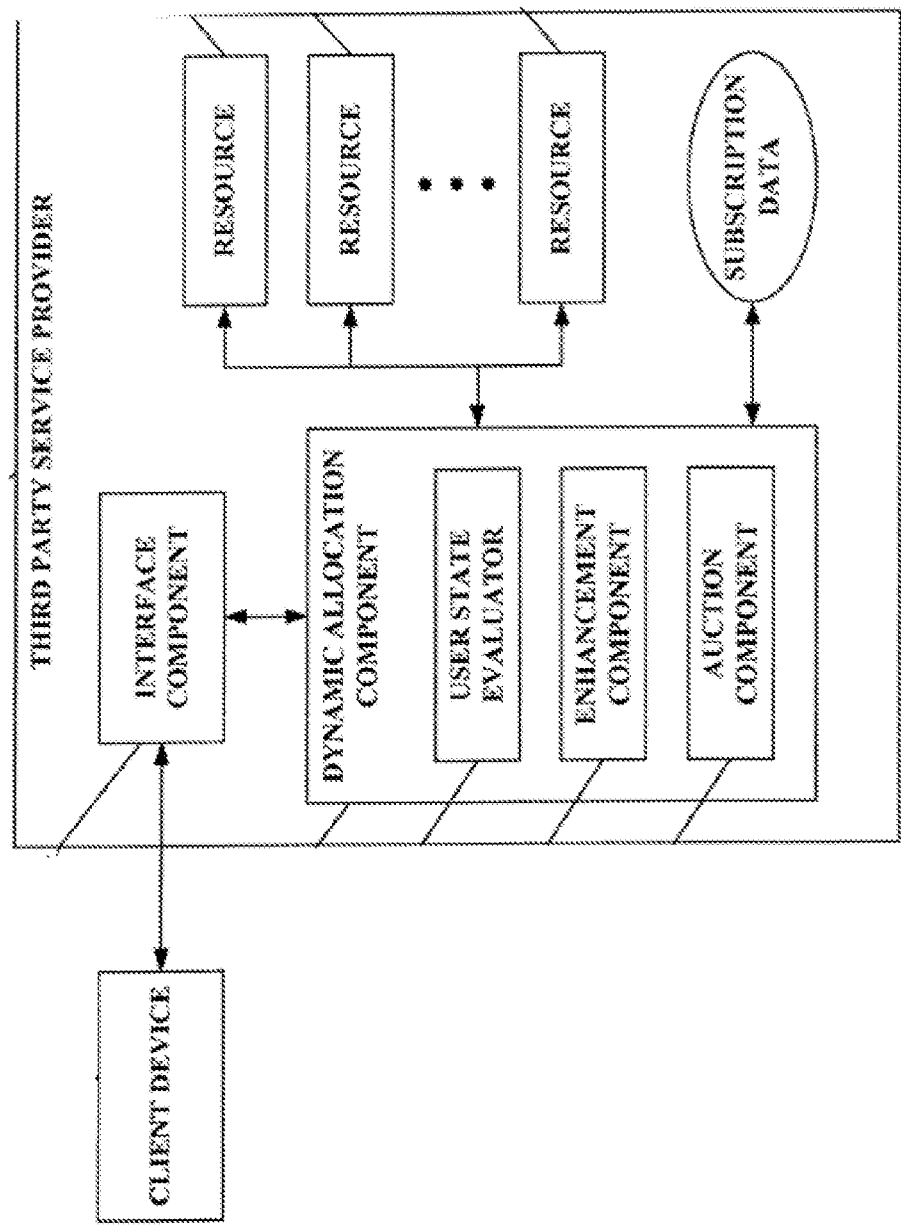 THIRD PARTY SERVICE PROVIDER
CLIENT DEVICE
INTERFACE
COMPONENT
DYNAMIC ALLOCATION
COMPONENT
USER STATE
EVALUATOR
ENHANCEMENT
COMPONENT
AUCTION
COMPONENT
RESOURCE
RESOURCE
RESOURCE
SUBSCRIPTION
DATA